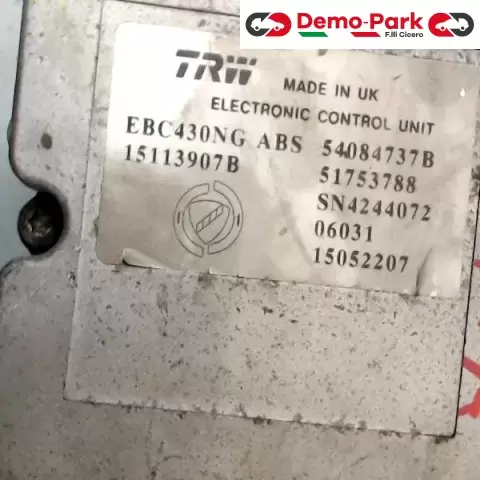 Demo-Park
F.lli Cicero
TRW
MADE IN UK
ELECTRONIC CONTROL UNIT
EBC430NG ABS 54084737B
15113907B 51753788
SN4244072
06031
15052207